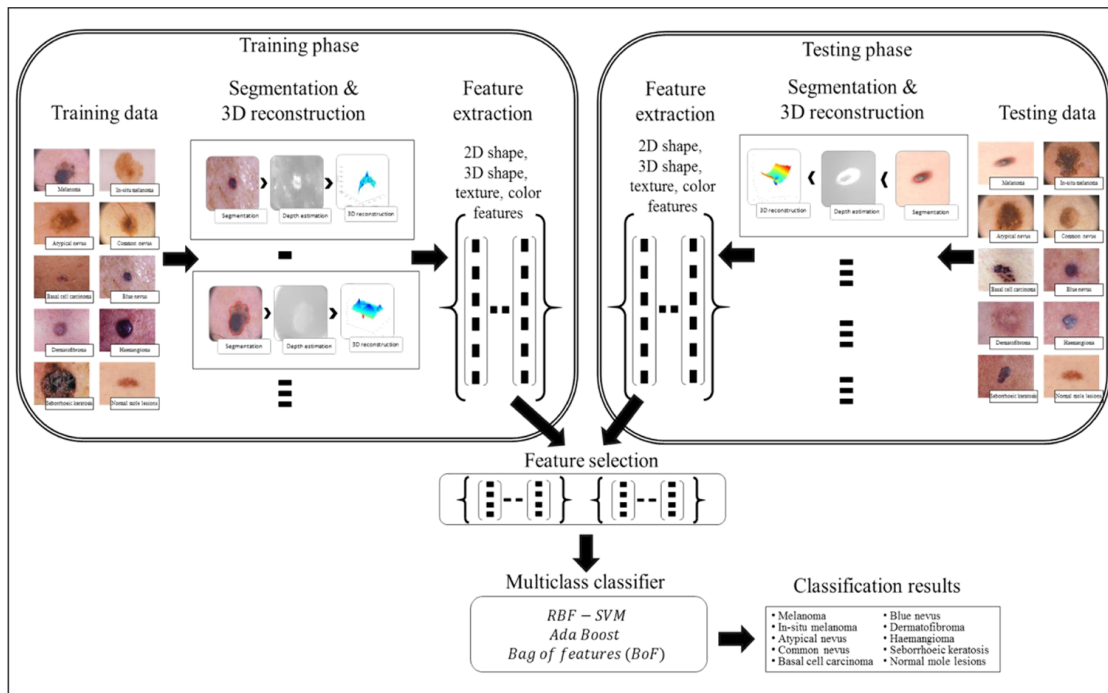 Training phase
Training data
Segmentation &
3D reconstruction
Feature
extraction
2D shape,
3D shape,
texture, color
features
Melanoma
In-situ melanoma
Atypical nevus
Common nevus
Basal cell carcinoma
Blue nevus
Dermatofibroma
Haemangioma
Seborrhoeic keratosis
Normal mole lesions
Segmentation
Depth estimation
3D reconstruction
Segmentation
Depth estimation
3D reconstruction
Testing phase
Feature
extraction
2D shape,
3D shape,
texture, color
features
Segmentation &
3D reconstruction
Testing data
3D reconstruction
Depth estimation
Segmentation
Melanoma
In-situ melanoma
Atypical nevus
Common nevus
Basal cell carcinoma
Blue nevus
Dermofibroma
Haemangioma
Seborrhoeic keratosis
Normal mole lesions
Feature selection
Multiclass classifier
RBF − SVM
Ada Boost
Bag of features (BoF)
Classification results
• Melanoma
• In-situ melanoma
• Atypical nevus
• Common nevus
• Basal cell carcinoma
• Blue nevus
• Dermatofibroma
• Haemangioma
• Seborrhoeic keratosis
• Normal mole lesions